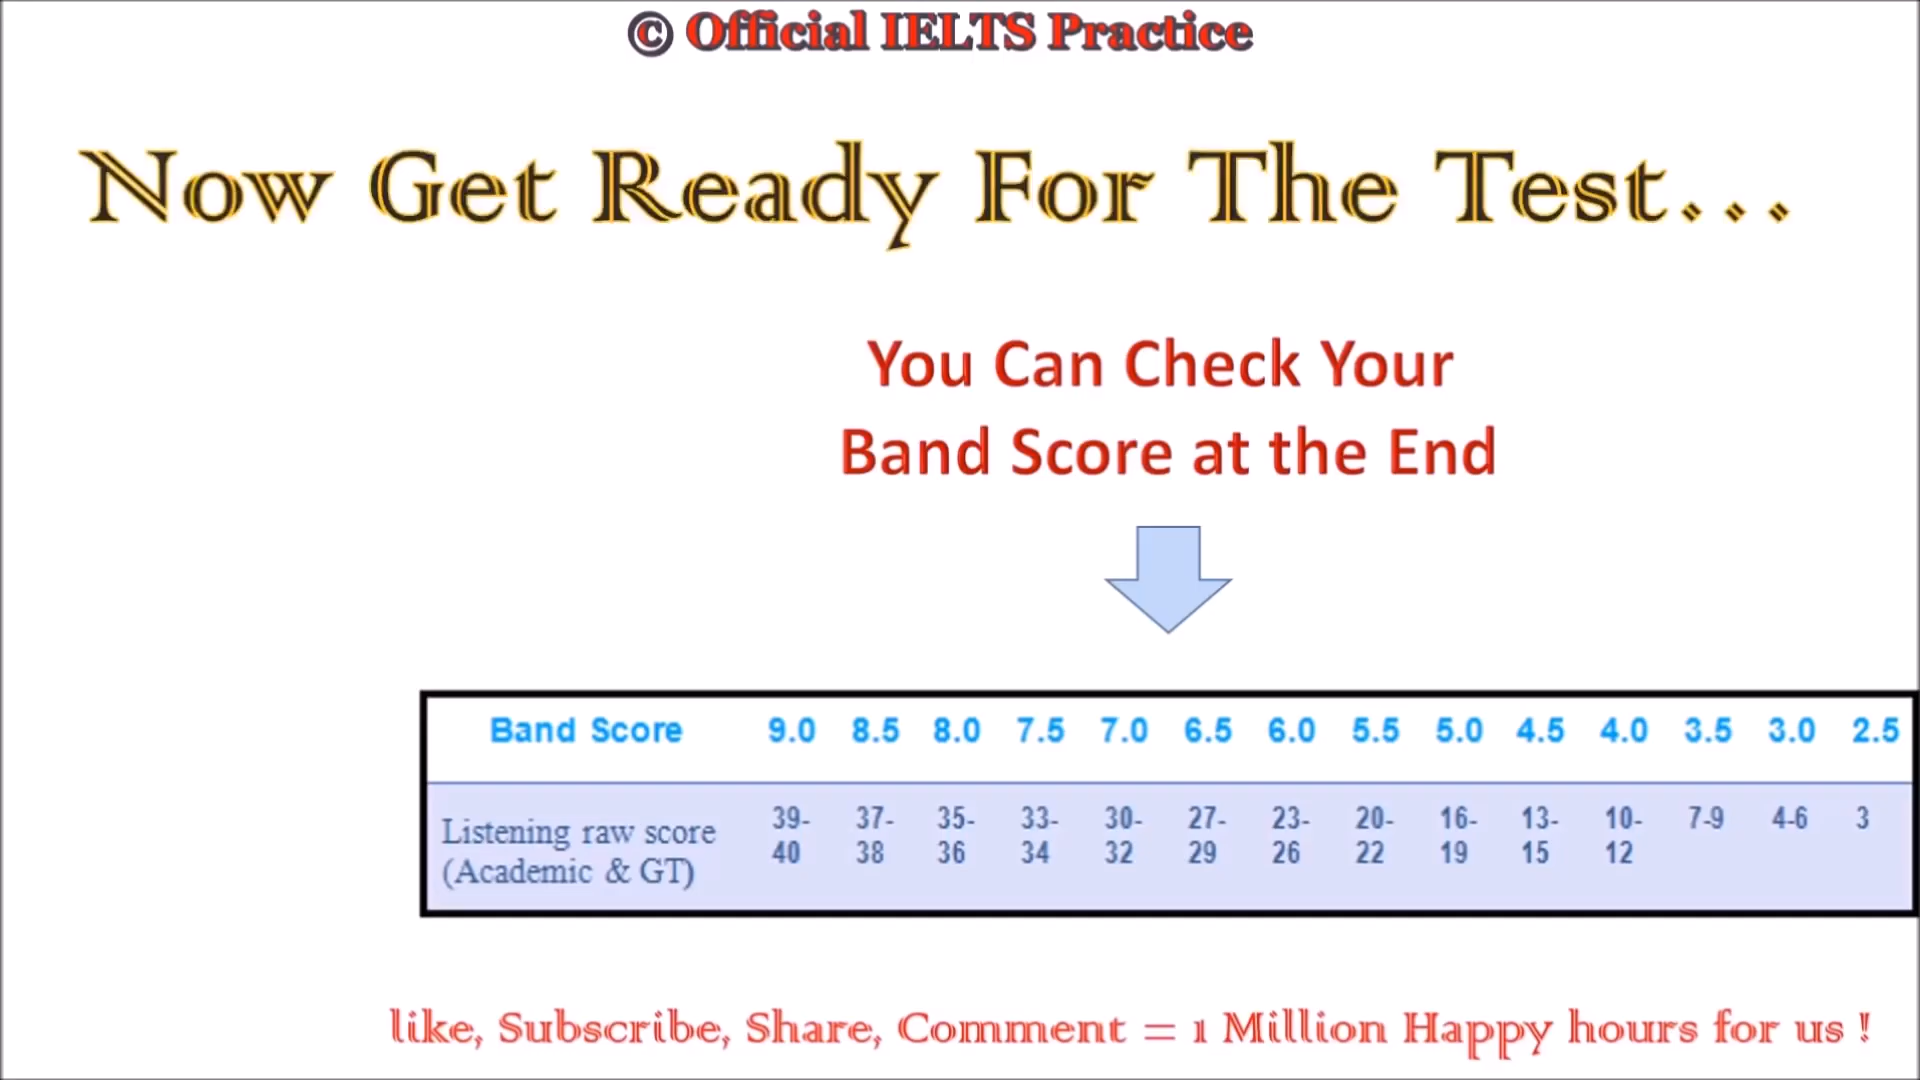 © Official IELTS Practice
Now Get Ready For The Test...
You Can Check Your
Band Score at the End
Band Score 9.0 8.5 8.0 7.5 7.0 6.5 6.0 5.5 5.0 4.5 4.0 3.5 3.0 2.5
Listening raw score (Academic & GT) 39-40 37-38 35-36 33-34 30-32 27-29 23-26 20-22 16-19 13-15 10-12 7-9 4-6 3
like, Subscribe, Share, Comment = 1 Million Happy hours for us !